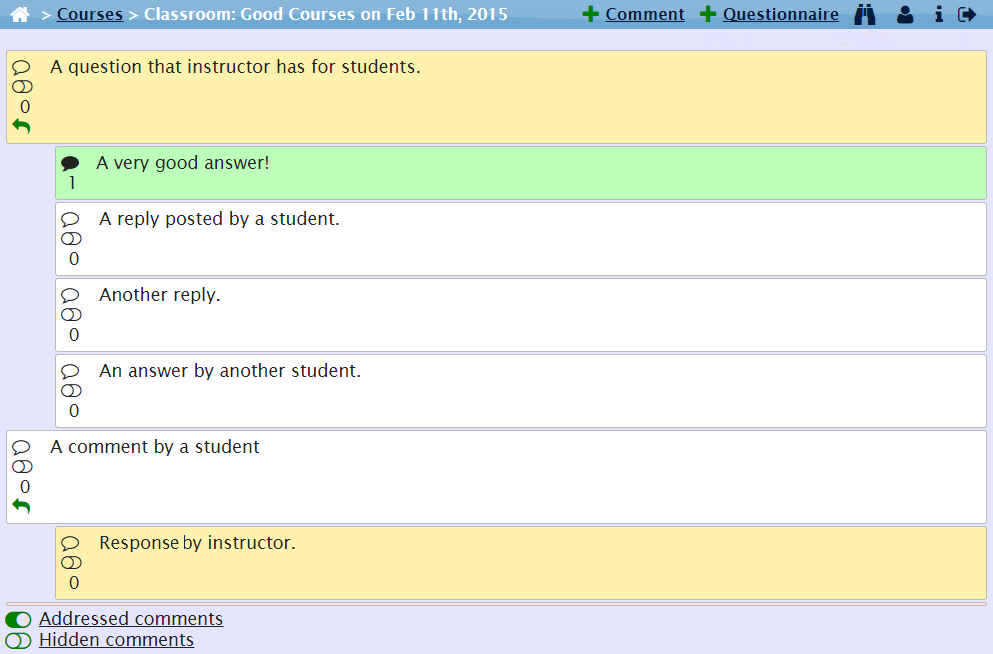 > Courses > Classroom: Good Courses on Feb 11th, 2015 Comment Questionnaire
A question that instructor has for students.
0
A very good answer!
1
A reply posted by a student.
0
Another reply.
0
An answer by another student.
0
A comment by a student
0
Response by instructor.
0
Addressed comments
Hidden comments